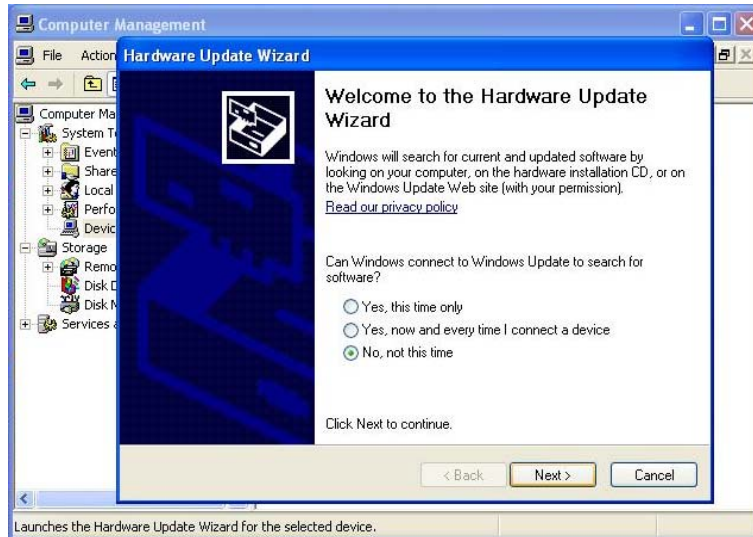 Computer Management
File Action
Hardware Update Wizard
Computer Ma
System T
Event
Share
Local
Perfo
Devic
Storage
Remo
Disk D
Disk N
Services a
Welcome to the Hardware Update
Wizard
Windows will search for current and updated software by
looking on your computer, on the hardware installation CD, or on
the Windows Update Web site (with your permission).
Read our privacy policy
Can Windows connect to Windows Update to search for
software?
Yes, this time only
Yes, now and every time I connect a device
No, not this time
Click Next to continue.
< Back Next > Cancel
Launches the Hardware Update Wizard for the selected device.